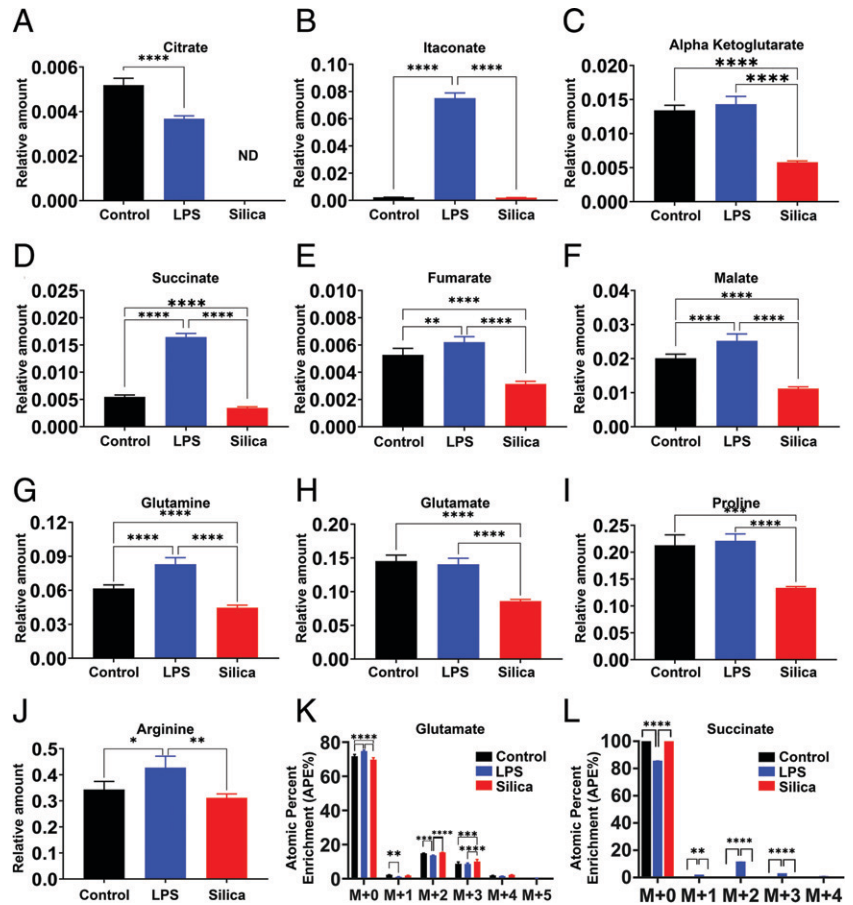 A
Citrate
****
Relative amount
0.006
0.004
0.002
0.000
ND
Control LPS Silica
B
Itaconate
**** ****
Relative amount
0.10
0.08
0.06
0.04
0.02
0.00
Control LPS Silica
C
Alpha Ketoglutarate
****
****
Relative amount
0.020
0.015
0.010
0.005
0.000
Control LPS Silica
D
Succinate
****
**** ****
Relative amount
0.025
0.020
0.015
0.010
0.005
0.000
Control LPS Silica
E
Fumarate
****
** ****
Relative amount
0.010
0.008
0.006
0.004
0.002
0.000
Control LPS Silica
F
Malate
****
**** ****
Relative amount
0.04
0.03
0.02
0.01
0.00
Control LPS Silica
G
Glutamine
****
**** ****
Relative amount
0.12
0.09
0.06
0.03
0.00
Control LPS Silica
H
Glutamate
****
****
Relative amount
0.20
0.15
0.10
0.05
0.00
Control LPS Silica
I
Proline
***
****
Relative amount
0.25
0.20
0.15
0.10
0.05
0.00
Control LPS Silica
J
Arginine
* **
Relative amount
0.5
0.4
0.3
0.2
0.1
0.0
Control LPS Silica
K
Glutamate
Atomic Percent
Enrichment (APE%)
80
60
40
20
0
****
**
*** ****
***
****
Control
LPS
Silica
M+0 M+1 M+2 M+3 M+4 M+5
L
Succinate
Atomic Percent
Enrichment (APE%)
100
80
60
40
20
0
****
**
****
****
Control
LPS
Silica
M+0 M+1 M+2 M+3 M+4